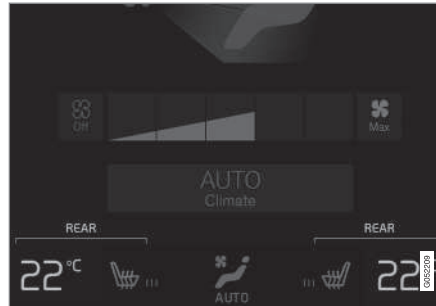 Off
Max
AUTO
Climate
REAR REAR
22°C 22
AUTO
G052209